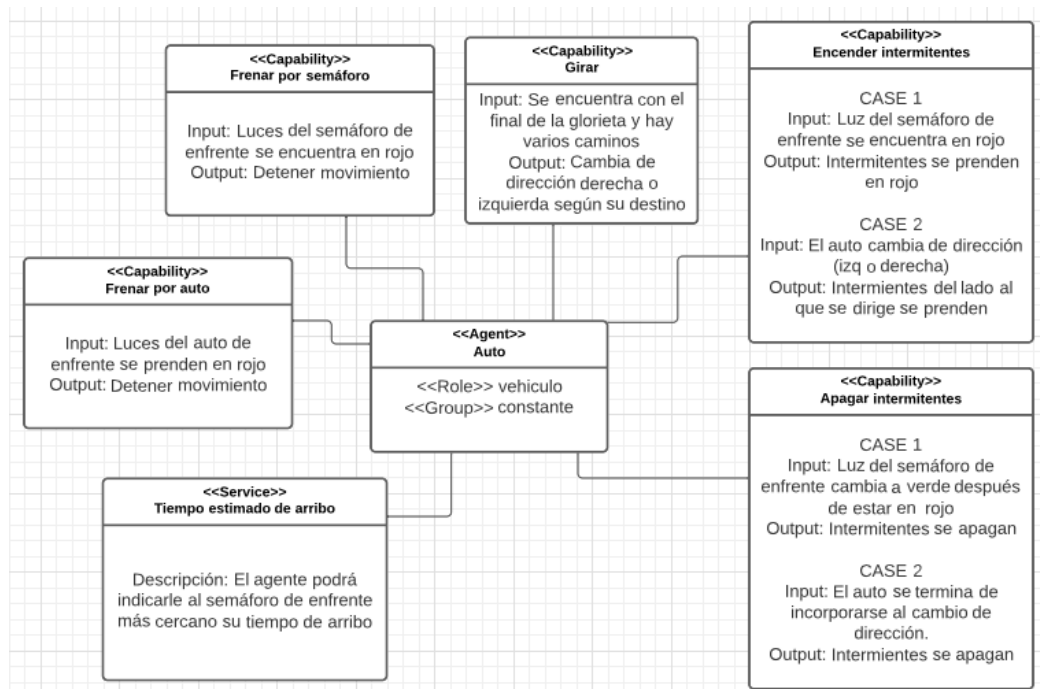 <<Capability>>
Frenar por semáforo
Input: Luces del semáforo de
enfrente se encuentra en rojo
Output: Detener movimiento
<<Capability>>
Girar
Input: Se encuentra con el
final de la glorieta y hay
varios caminos
Output: Cambia de
dirección derecha o
izquierda según su destino
<<Capability>>
Encender intermitentes
CASE 1
Input: Luz del semáforo de
enfrente se encuentra en rojo
Output: Intermitentes se prenden
en rojo
CASE 2
Input: El auto cambia de dirección
(izq o derecha)
Output: Intermientes del lado al
que se dirige se prenden
<<Capability>>
Frenar por auto
Input: Luces del auto de
enfrente se prenden en rojo
Output: Detener movimiento
<<Agent>>
Auto
<<Role>> vehiculo
<<Group>> constante
<<Capability>>
Apagar intermitentes
CASE 1
Input: Luz del semáforo de
enfrente cambia a verde después
de estar en rojo
Output: Intermitentes se apagan
CASE 2
Input: El auto se termina de
incorporarse al cambio de
dirección.
Output: Intermientes se apagan
<<Service>>
Tiempo estimado de arribo
Descripción: El agente podrá
indicarle al semáforo de enfrente
más cercano su tiempo de arribo